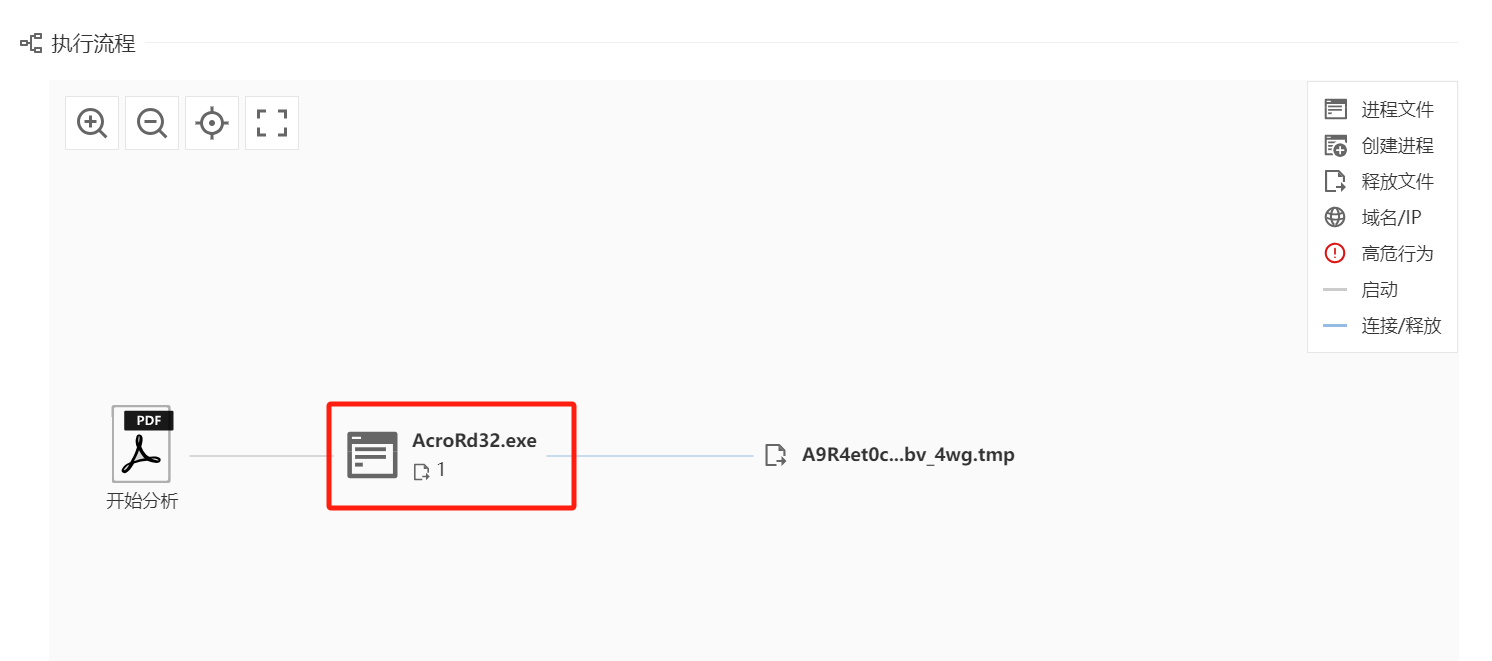 执行流程
进程文件
创建进程
释放文件
域名/IP
高危行为
启动
连接/释放
PDF
开始分析
AcroRd32.exe
1
A9R4et0c...bv_4wg.tmp